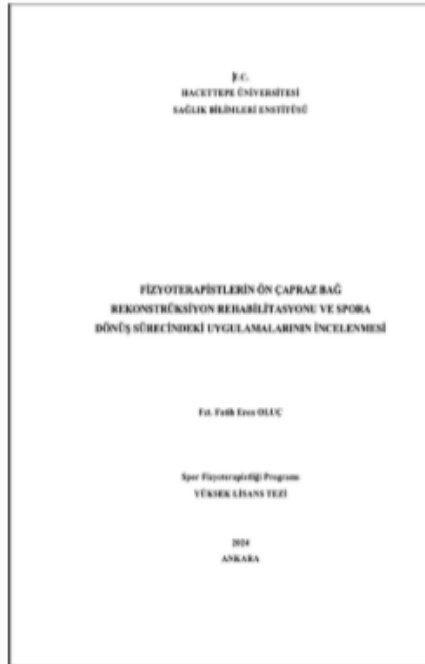 T.C.
HACETTEPE ÜNİVERSİTESİ
SAĞLIK BİLİMLERİ ENSTİTÜSÜ
FİZYOTERAPİSTLERİN ÖN ÇAPRAZ BAĞ
REKONSTRÜKSİYON REHABİLİTASYONU VE SPORA
DÖNÜŞ SÜRECİNDEKİ UYGULAMALARININ İNCELENMESİ
Fzt. Fatih Eren OLUÇ
Spor Fizyoterapistliği Programı
YÜKSEK LİSANS TEZİ
2024
ANKARA